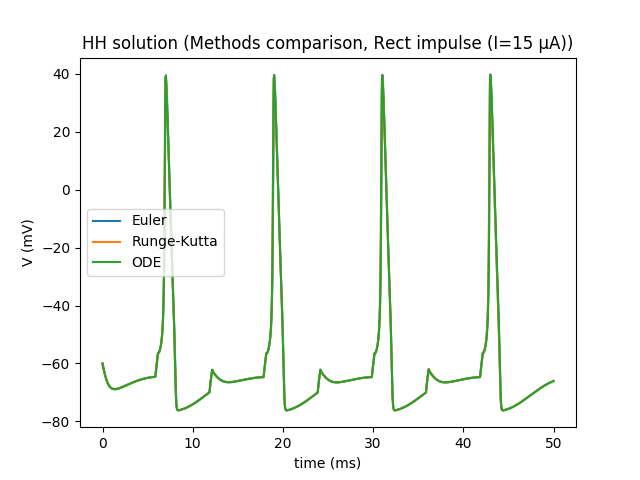 HH solution (Methods comparison, Rect impulse (I=15 µA))
40
20
0
−20
−40
−60
−80
V (mV)
Euler
Runge-Kutta
ODE
0 10 20 30 40 50
time (ms)